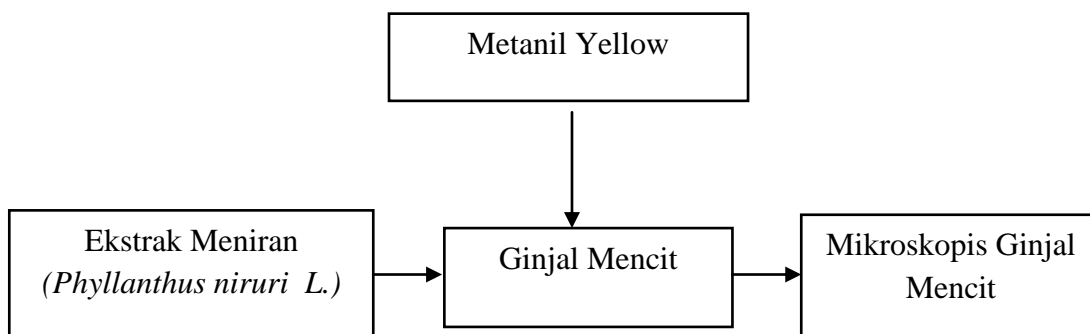 Metanil Yellow
Ekstrak Meniran
(Phyllanthus niruri L.)
Ginjal Mencit
Mikroskopis Ginjal
Mencit